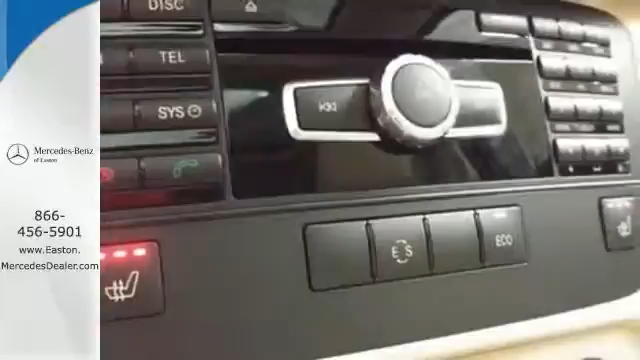 Mercedes-Benz
of Easton
866-
456-5901
www.Easton.
MercedesDealer.com
DISC
TEL
SYS
E S
ECO